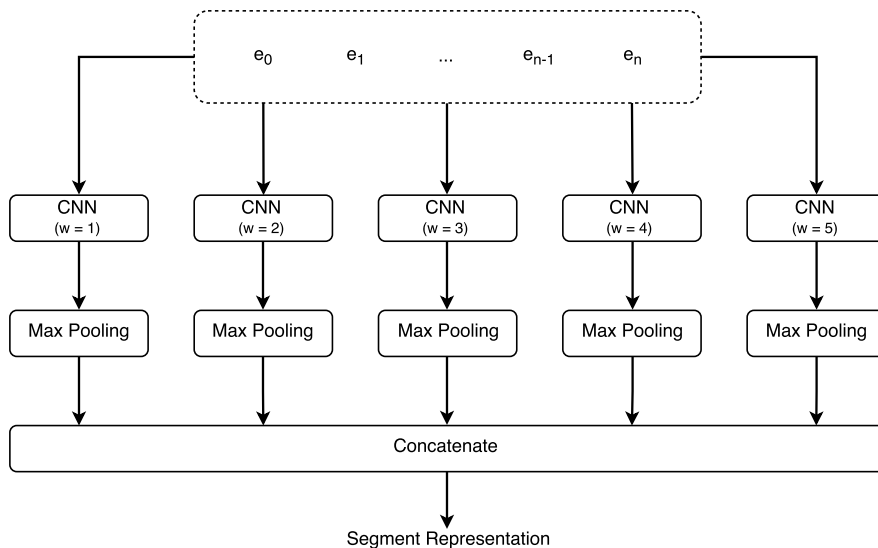 e0 e1 ... en-1 en
CNN CNN CNN CNN CNN
(w = 1) (w = 2) (w = 3) (w = 4) (w = 5)
Max Pooling Max Pooling Max Pooling Max Pooling Max Pooling
Concatenate
Segment Representation